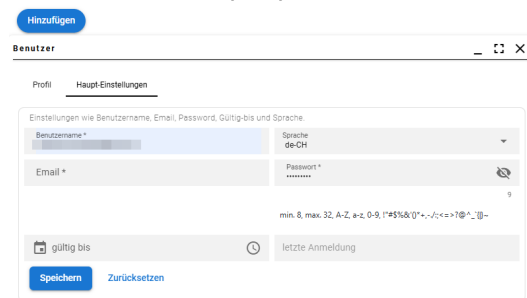 Hinzufügen
Benutzer
Profil Haupt-Einstellungen
Einstellungen wie Benutzername, Email, Password, Gültig-bis und Sprache.
Benutzername * Sprache
de-CH
Email * Passwort *
•••••••••
9
min. 8, max. 32, A-Z, a-z, 0-9, !"#$%&'()*+,-./:;<=>?@^_`{|}~
gültig bis letzte Anmeldung
Speichern Zurücksetzen